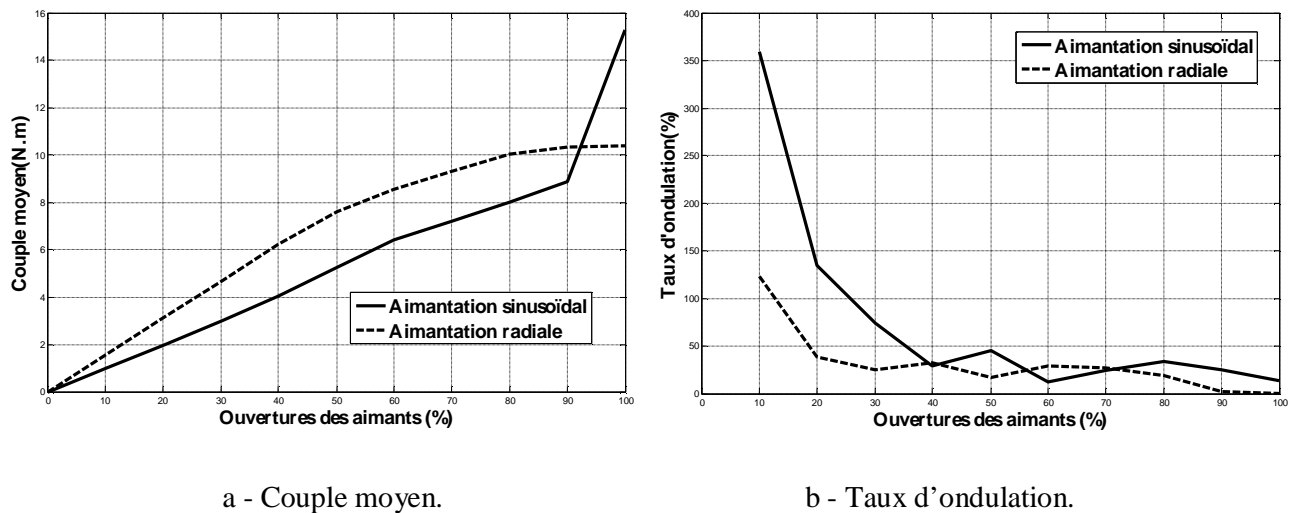 16
14
12
10
8
6
4
2
0
0 10 20 30 40 50 60 70 80 90 100
Couple moyen(N.m)
Ouvertures des aimants (%)
Aimantation sinusoïdal
Aimantation radiale
400
350
300
250
200
150
100
50
0
0 10 20 30 40 50 60 70 80 90 100
Taux d'ondulation(%)
Ouvertures des aimants (%)
Aimantation sinusoïdal
Aimantation radiale
a - Couple moyen.
b - Taux d’ondulation.